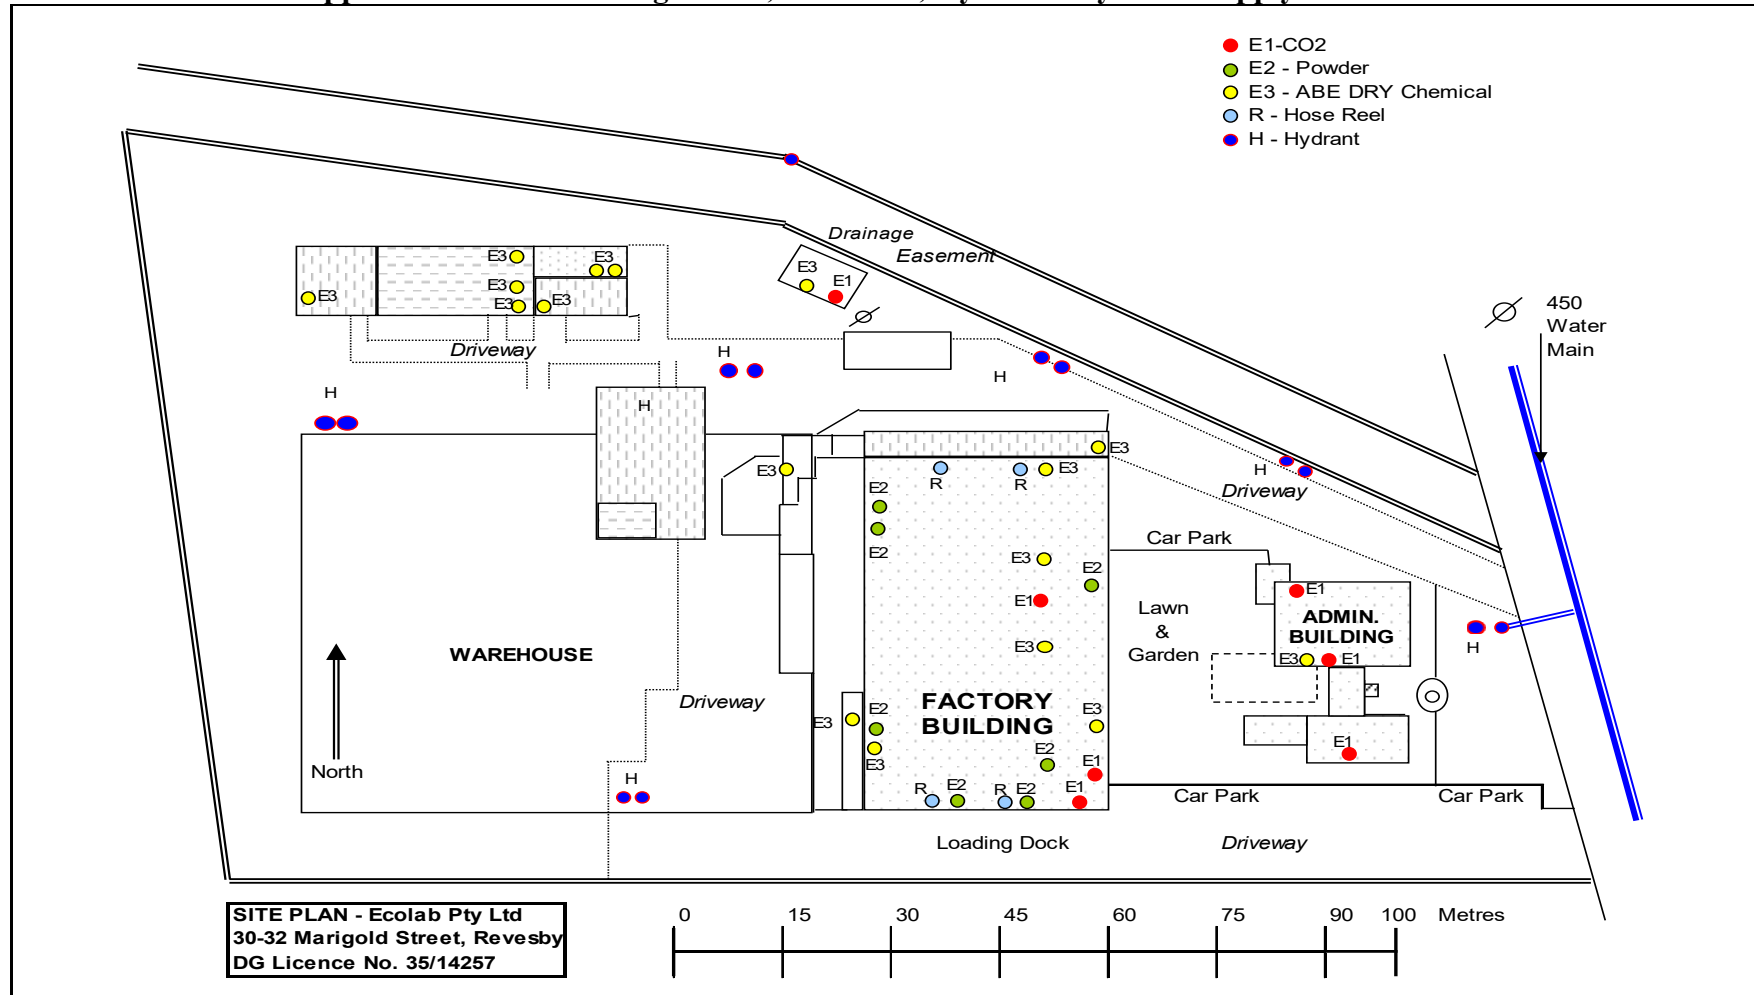 E1-CO2
E2 - Powder
E3 - ABE DRY Chemical
R - Hose Reel
H - Hydrant
Drainage
Easement
E3
E3
E3
E1
E3
E3
E3
E3
450
Water
Main
Driveway
H
H
H
H
E3
E3
E3
H
R
R
E2
Driveway
E2
Car Park
E3
E2
E1
E1
Lawn
&
Garden
ADMIN.
BUILDING
H
WAREHOUSE
E3
E3
E1
Driveway
FACTORY
BUILDING
E2
E3
E3
E3
E2
E1
E1
North
H
R
E2
R
E2
E1
Car Park
Car Park
Loading Dock
Driveway
SITE PLAN - Ecolab Pty Ltd
30-32 Marigold Street, Revesby
DG Licence No. 35/14257
0 15 30 45 60 75 90 100 Metres